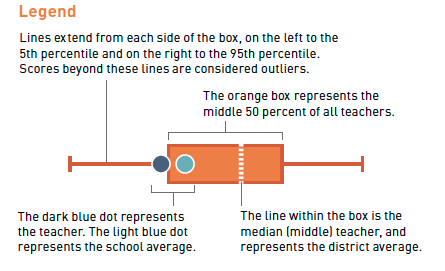 Legend
Lines extend from each side of the box, on the left to the
5th percentile and on the right to the 95th percentile.
Scores beyond these lines are considered outliers.
The orange box represents the
middle 50 percent of all teachers.
The dark blue dot represents
the teacher. The light blue dot
represents the school average.
The line within the box is the
median (middle) teacher, and
represents the district average.